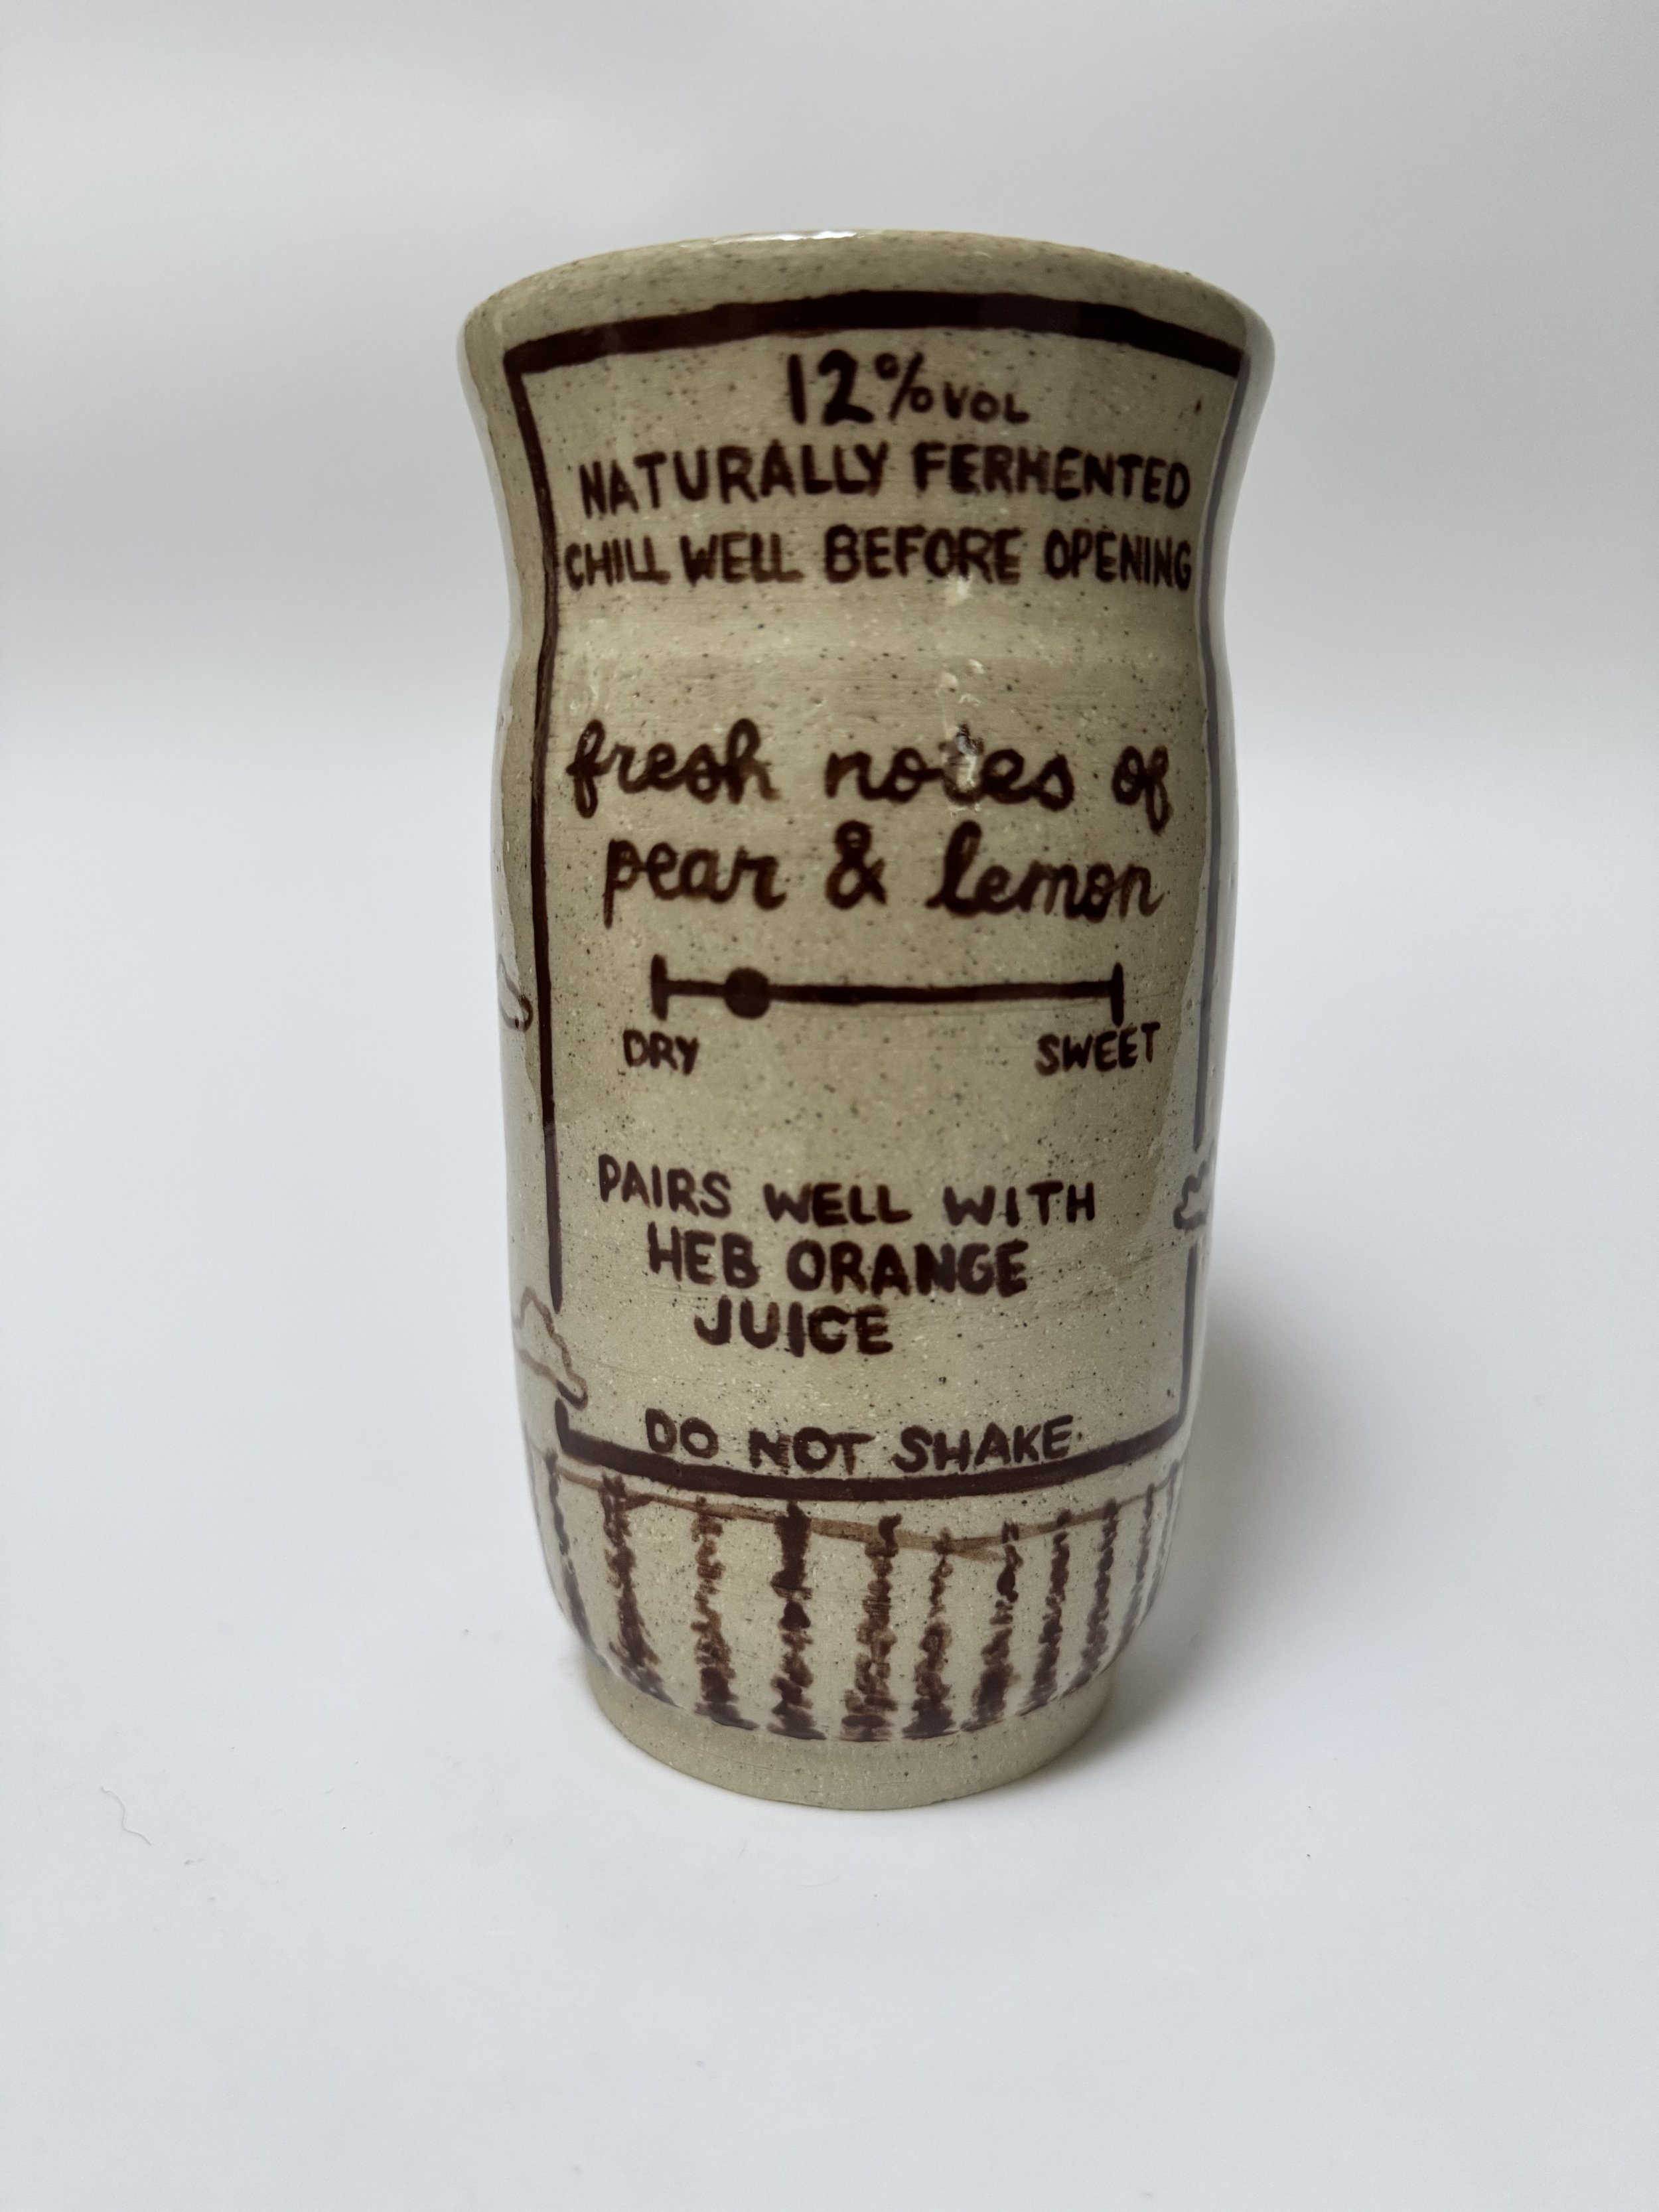 12% VOL
NATURALLY FERMENTED
CHILL WELL BEFORE OPENING
fresh notes of
pear & lemon
DRY SWEET
PAIRS WELL WITH
HEB ORANGE
JUICE
DO NOT SHAKE.